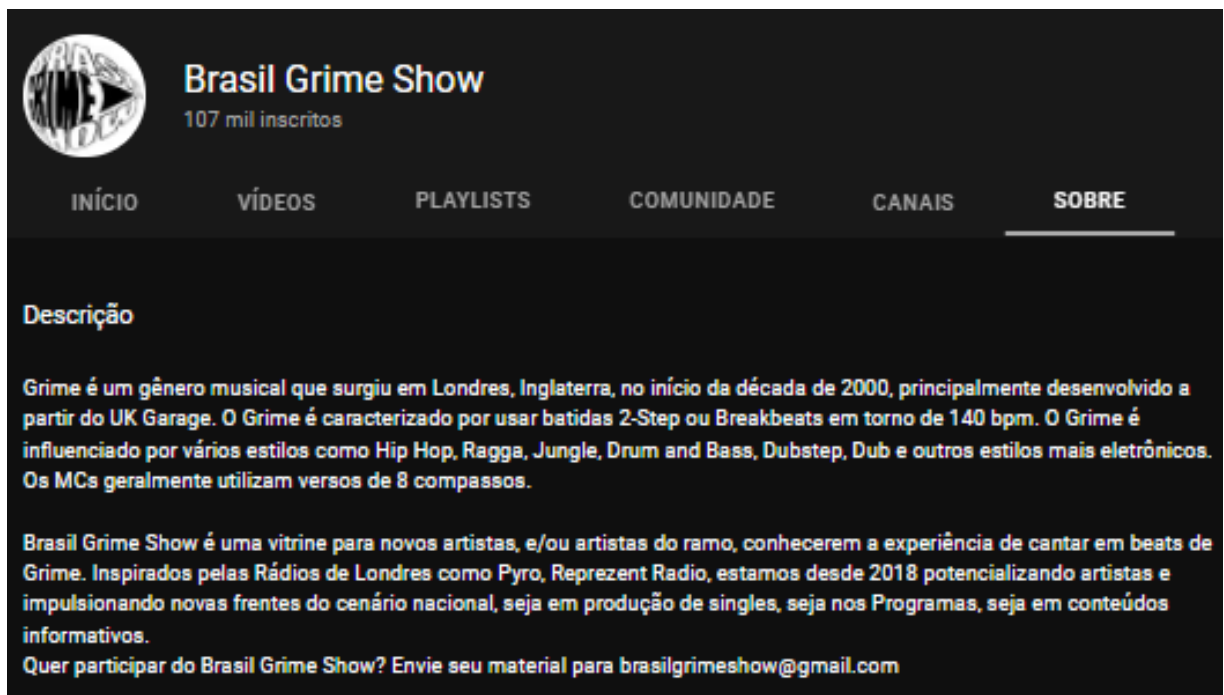 BRASIL
GRIME
SHOW
Brasil Grime Show
107 mil inscritos
INÍCIO VÍDEOS PLAYLISTS COMUNIDADE CANAIS SOBRE
Descrição
Grime é um gênero musical que surgiu em Londres, Inglaterra, no início da década de 2000, principalmente desenvolvido a
partir do UK Garage. O Grime é caracterizado por usar batidas 2-Step ou Breakbeats em torno de 140 bpm. O Grime é
influenciado por vários estilos como Hip Hop, Ragga, Jungle, Drum and Bass, Dubstep, Dub e outros estilos mais eletrônicos.
Os MCs geralmente utilizam versos de 8 compassos.
Brasil Grime Show é uma vitrine para novos artistas, e/ou artistas do ramo, conhecerem a experiência de cantar em beats de
Grime. Inspirados pelas Rádios de Londres como Pyro, Reprezent Radio, estamos desde 2018 potencializando artistas e
impulsionando novas frentes do cenário nacional, seja em produção de singles, seja nos Programas, seja em conteúdos
informativos.
Quer participar do Brasil Grime Show? Envie seu material para brasilgrimeshow@gmail.com